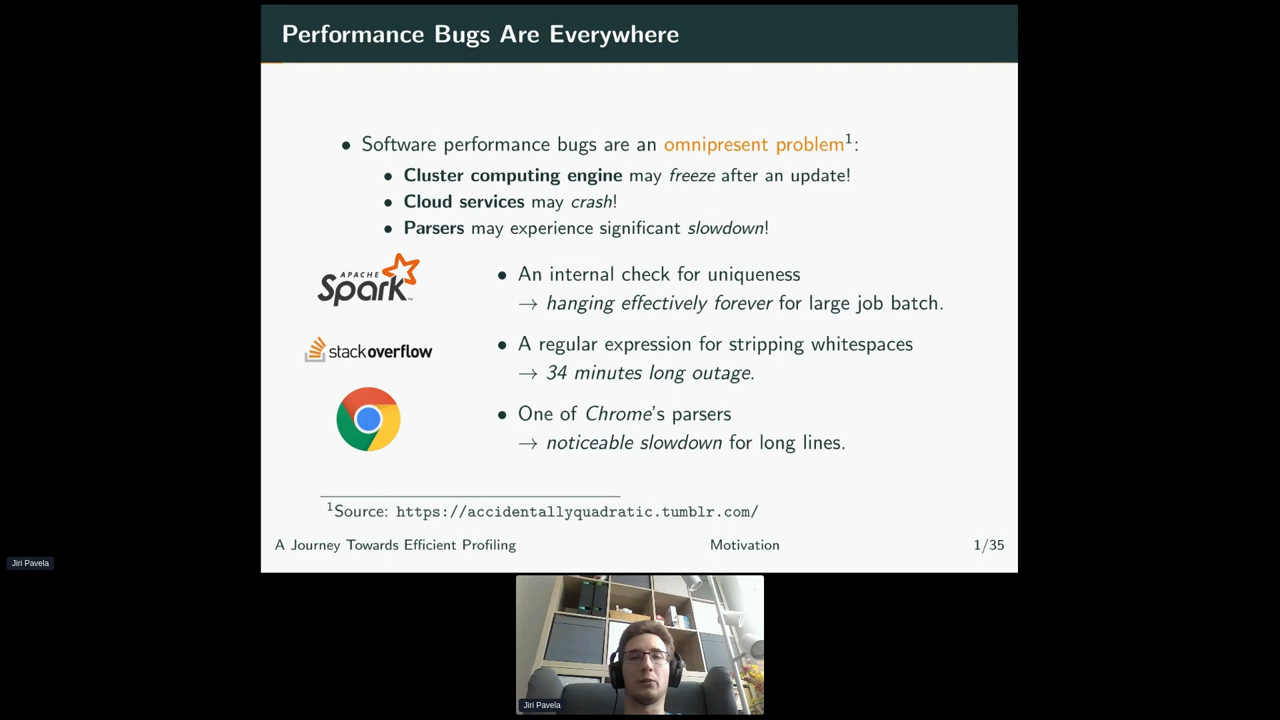 Performance Bugs Are Everywhere
• Software performance bugs are an omnipresent problem¹:
• Cluster computing engine may freeze after an update!
• Cloud services may crash!
• Parsers may experience significant slowdown!
APACHE
Spark™
• An internal check for uniqueness
→ hanging effectively forever for large job batch.
stackoverflow
• A regular expression for stripping whitespaces
→ 34 minutes long outage.
• One of Chrome's parsers
→ noticeable slowdown for long lines.
¹Source: https://accidentallyquadratic.tumblr.com/
A Journey Towards Efficient Profiling Motivation 1/35
Jiri Pavela
Jiri Pavela